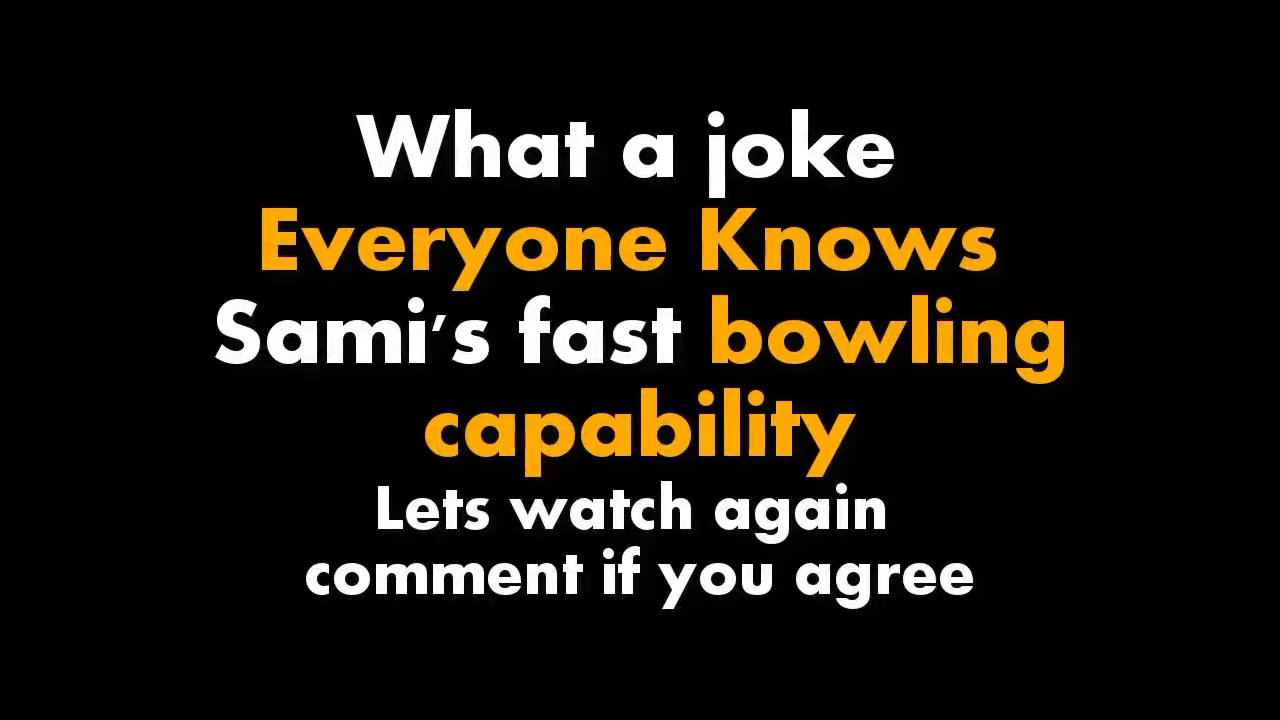 What a joke
Everyone Knows
Sami's fast bowling
capability
Lets watch again
comment if you agree